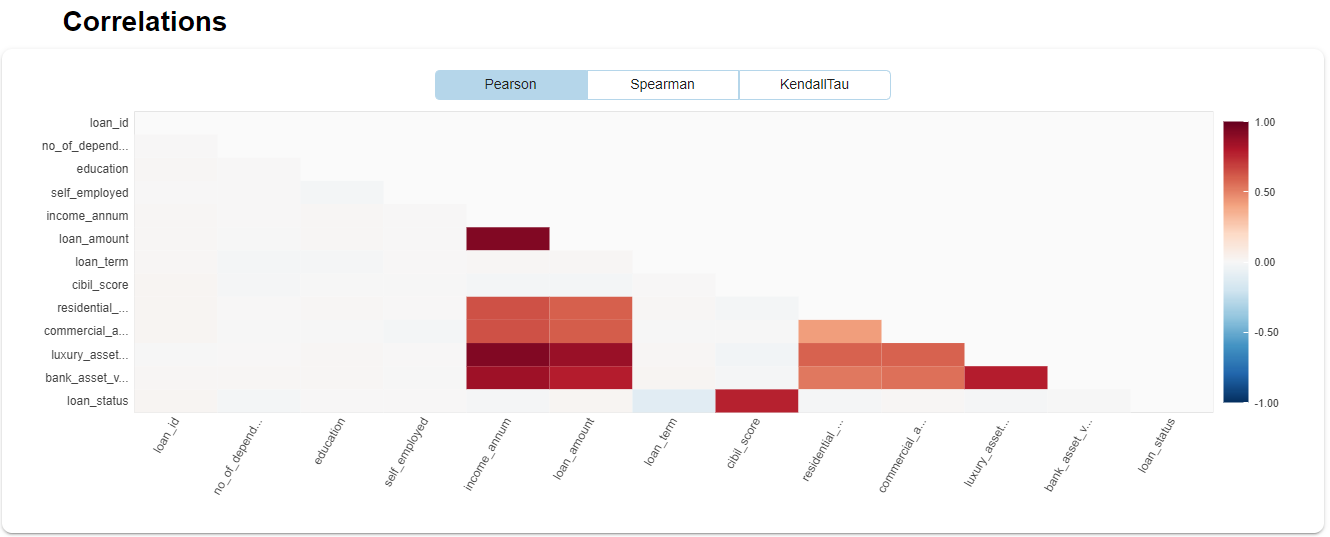 Correlations
Pearson Spearman KendallTau
loan_id
no_of_depend...
education
self_employed
income_annum
loan_amount
loan_term
cibil_score
residential_...
commercial_a...
luxury_asset...
bank_asset_v...
loan_status
1.00
0.50
0.00
-0.50
-1.00
loan_id no_of_depend... education self_employed income_annum loan_amount loan_term cibil_score residential_... commercial_a... luxury_asset... bank_asset_v... loan_status